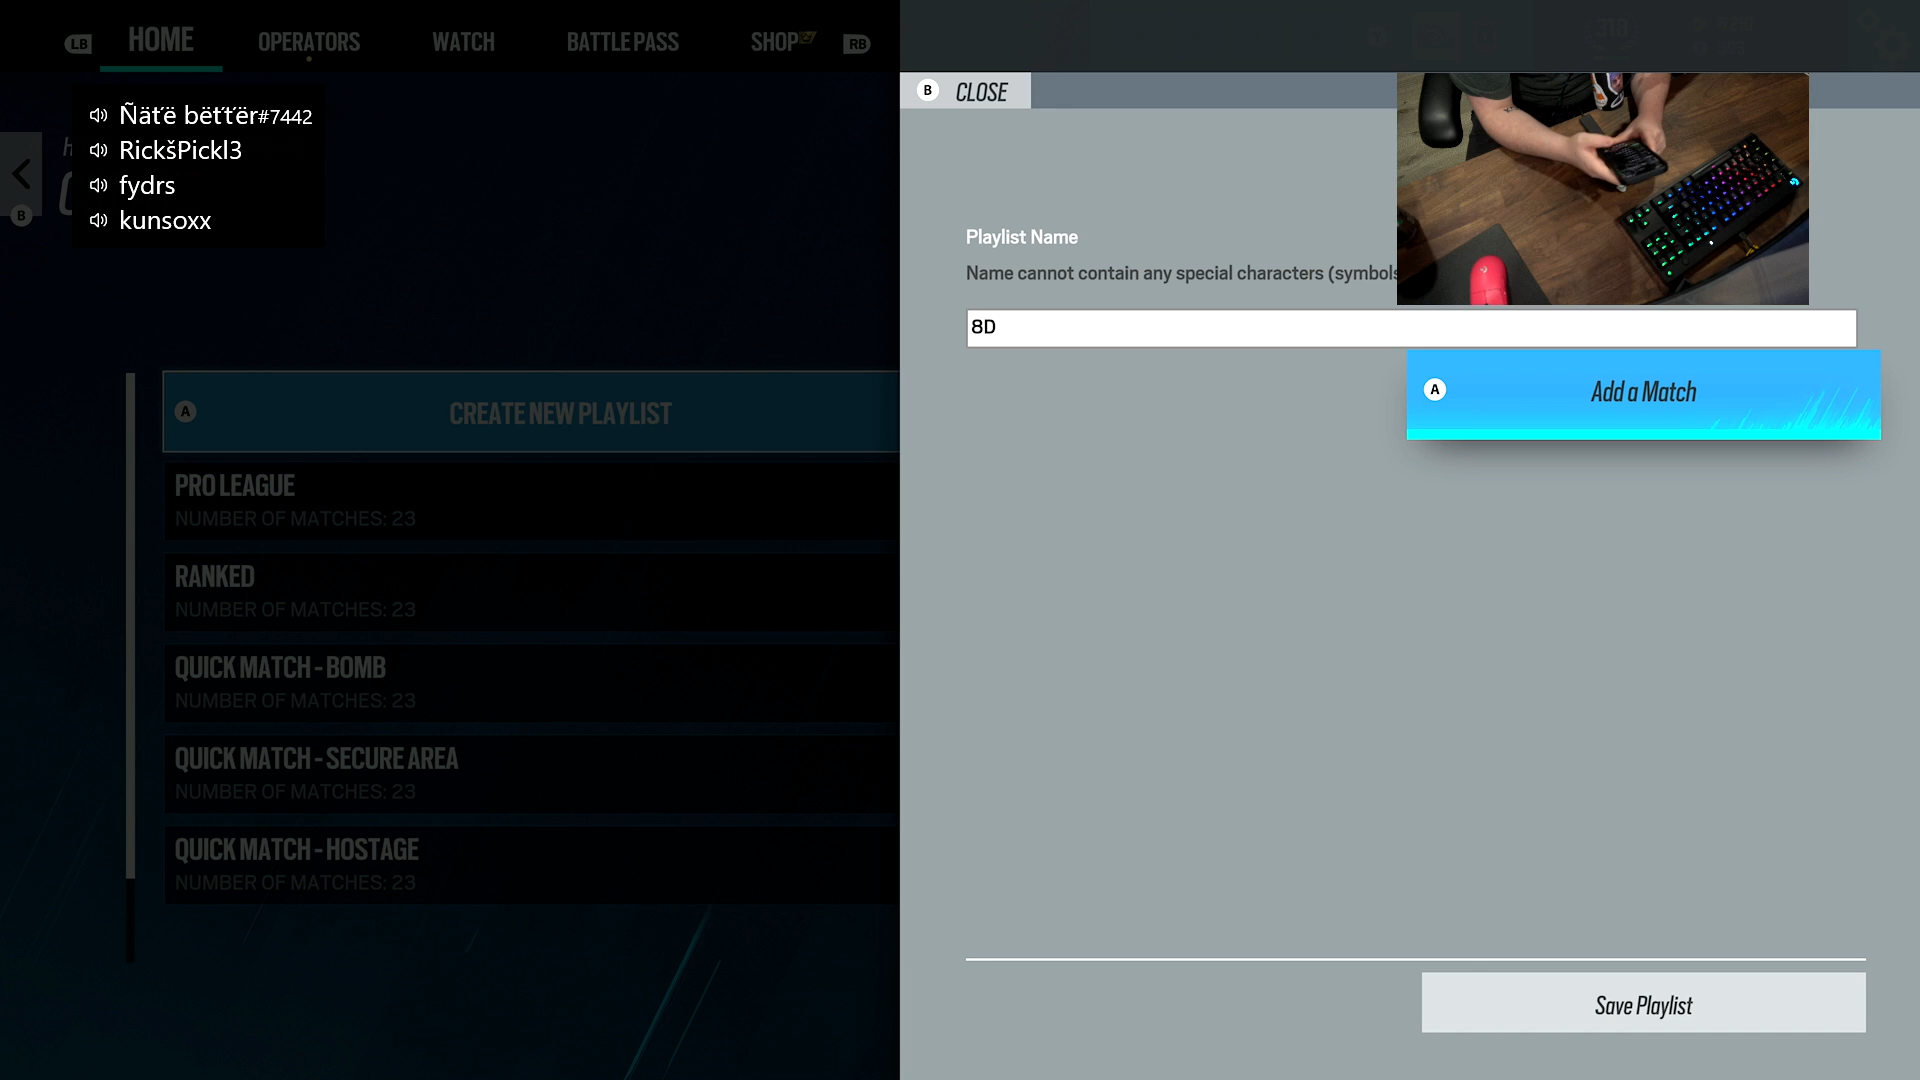 LB HOME OPERATORS WATCH BATTLE PASS SHOP RB
B CLOSE
Ñäťë bëťťër#7442
RickšPickl3
fydrs
kunsoxx
B
Playlist Name
Name cannot contain any special characters (symbols
8D
A Add a Match
A CREATE NEW PLAYLIST
PRO LEAGUE
NUMBER OF MATCHES: 23
RANKED
NUMBER OF MATCHES: 23
QUICK MATCH - BOMB
NUMBER OF MATCHES: 23
QUICK MATCH - SECURE AREA
NUMBER OF MATCHES: 23
QUICK MATCH - HOSTAGE
NUMBER OF MATCHES: 23
Save Playlist